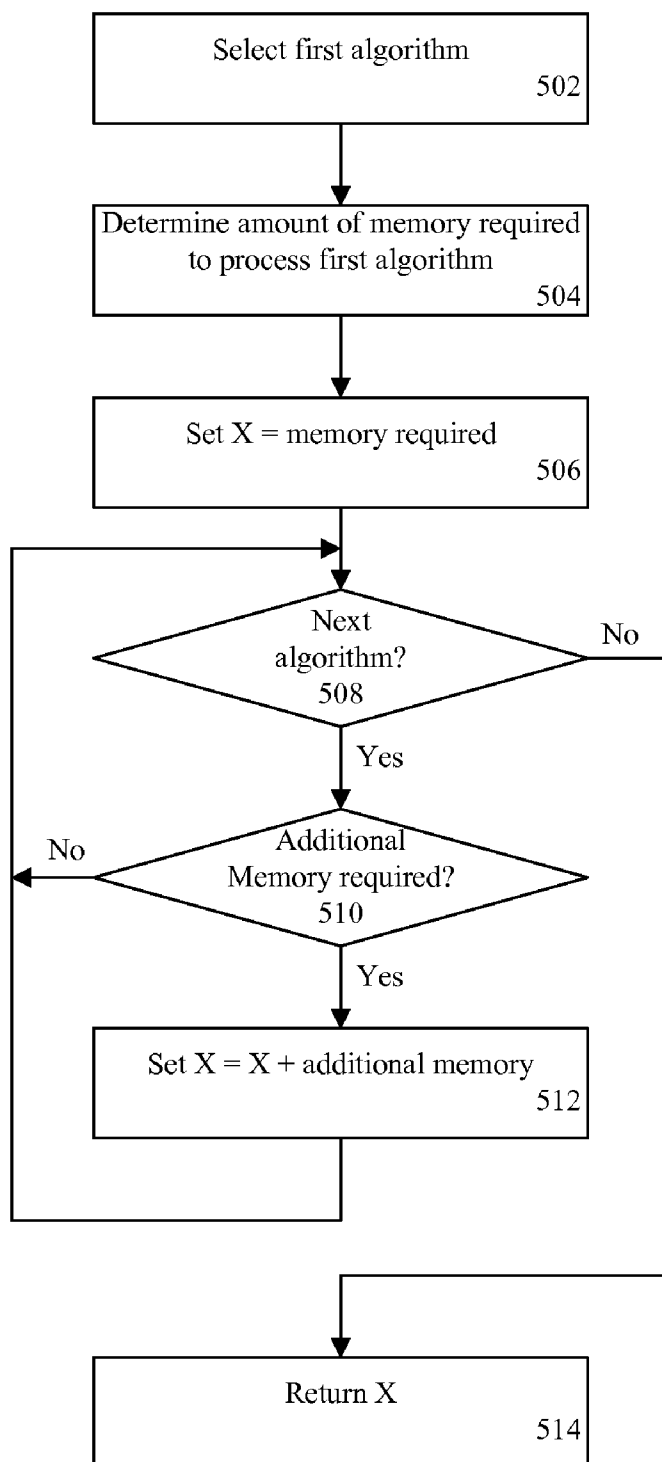 Select first algorithm
502
Determine amount of memory required
to process first algorithm
504
Set X = memory required
506
Next
algorithm?
508
No
Yes
Additional
Memory required?
510
No
Yes
Set X = X + additional memory
512
Return X
514